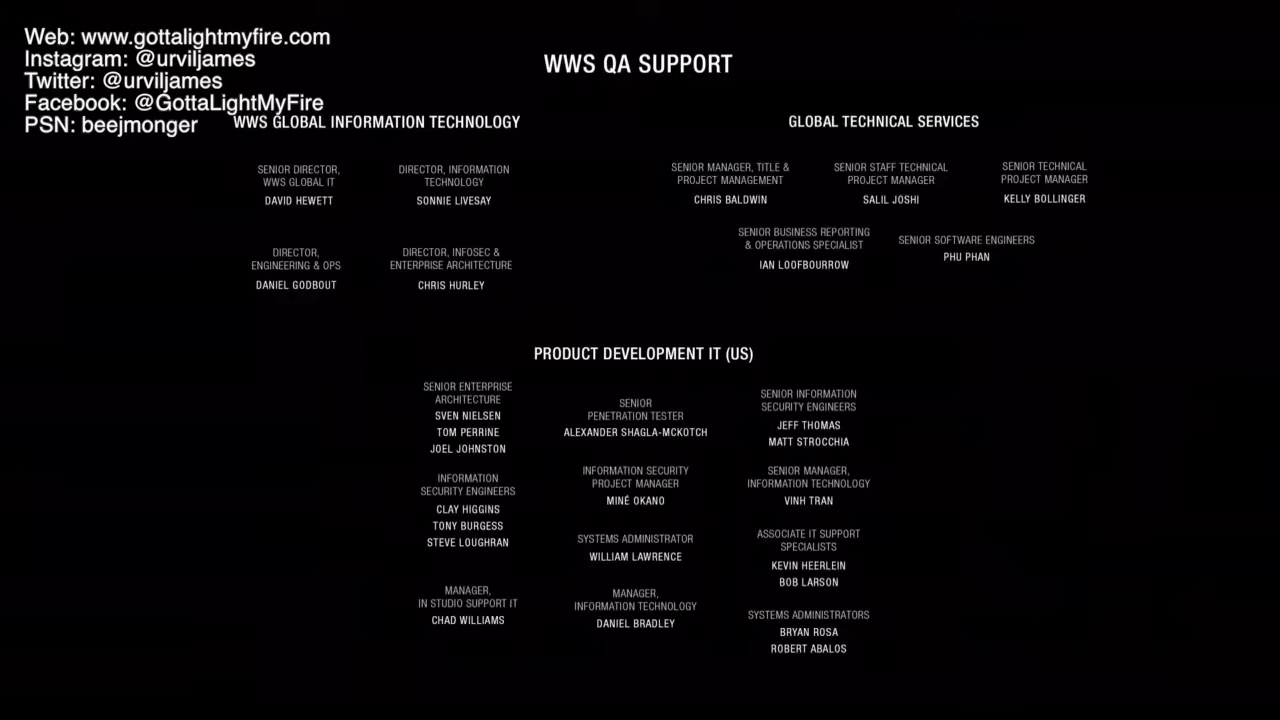 Web: www.gottalightmyfire.com
Instagram: @urviljames
Twitter: @urviljames
Facebook: @GottaLightMyFire
PSN: beejmonger
WWS QA SUPPORT
WWS GLOBAL INFORMATION TECHNOLOGY
SENIOR DIRECTOR,
WWS GLOBAL IT
DAVID HEWETT
DIRECTOR, INFORMATION
TECHNOLOGY
SONNIE LIVESAY
DIRECTOR,
ENGINEERING & OPS
DANIEL GODBOUT
DIRECTOR, INFOSEC &
ENTERPRISE ARCHITECTURE
CHRIS HURLEY
GLOBAL TECHNICAL SERVICES
SENIOR MANAGER, TITLE &
PROJECT MANAGEMENT
CHRIS BALDWIN
SENIOR STAFF TECHNICAL
PROJECT MANAGER
SALIL JOSHI
SENIOR TECHNICAL
PROJECT MANAGER
KELLY BOLLINGER
SENIOR BUSINESS REPORTING
& OPERATIONS SPECIALIST
IAN LOOFBOURROW
SENIOR SOFTWARE ENGINEERS
PHU PHAN
PRODUCT DEVELOPMENT IT (US)
SENIOR ENTERPRISE
ARCHITECTURE
SVEN NIELSEN
TOM PERRINE
JOEL JOHNSTON
INFORMATION
SECURITY ENGINEERS
CLAY HIGGINS
TONY BURGESS
STEVE LOUGHRAN
MANAGER,
IN STUDIO SUPPORT IT
CHAD WILLIAMS
SENIOR
PENETRATION TESTER
ALEXANDER SHAGLA-MCKOTCH
INFORMATION SECURITY
PROJECT MANAGER
MINÉ OKANO
SYSTEMS ADMINISTRATOR
WILLIAM LAWRENCE
MANAGER,
INFORMATION TECHNOLOGY
DANIEL BRADLEY
SENIOR INFORMATION
SECURITY ENGINEERS
JEFF THOMAS
MATT STROCCHIA
SENIOR MANAGER,
INFORMATION TECHNOLOGY
VINH TRAN
ASSOCIATE IT SUPPORT
SPECIALISTS
KEVIN HEERLEIN
BOB LARSON
SYSTEMS ADMINISTRATORS
BRYAN ROSA
ROBERT ABALOS